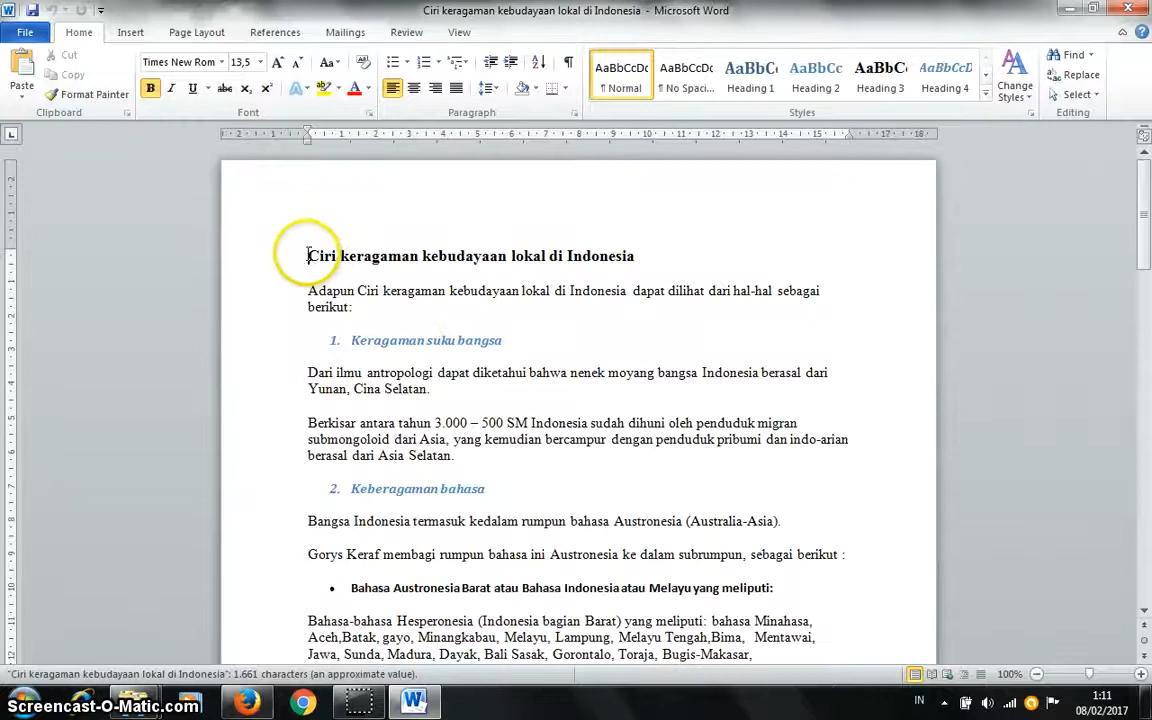 Ciri keragaman kebudayaan lokal di Indonesia - Microsoft Word
File Home Insert Page Layout References Mailings Review View
Cut
Copy
Paste
Format Painter
Clipboard
Times New Rom 13,5
Font
Paragraph
AaBbCcDc AaBbCcDc AaBbCc AaBbCc AaBbCc AaBbCcD
¶ Normal ¶ No Spaci... Heading 1 Heading 2 Heading 3 Heading 4
Change Styles
Styles
Find
Replace
Select
Editing
Ciri keragaman kebudayaan lokal di Indonesia
Adapun Ciri keragaman kebudayaan lokal di Indonesia dapat dilihat dari hal-hal sebagai
berikut:
1. Keragaman suku bangsa
Dari ilmu antropologi dapat diketahui bahwa nenek moyang bangsa Indonesia berasal dari
Yunan, Cina Selatan.
Berkisar antara tahun 3.000 – 500 SM Indonesia sudah dihuni oleh penduduk migran
submongoloid dari Asia, yang kemudian bercampur dengan penduduk pribumi dan indo-arian
berasal dari Asia Selatan.
2. Keberagaman bahasa
Bangsa Indonesia termasuk kedalam rumpun bahasa Austronesia (Australia-Asia).
Gorys Keraf membagi rumpun bahasa ini Austronesia ke dalam subrumpun, sebagai berikut :
• Bahasa Austronesia Barat atau Bahasa Indonesia atau Melayu yang meliputi:
Bahasa-bahasa Hesperonesia (Indonesia bagian Barat) yang meliputi: bahasa Minahasa,
Aceh,Batak, gayo, Minangkabau, Melayu, Lampung, Melayu Tengah,Bima, Mentawai,
Jawa, Sunda, Madura, Dayak, Bali Sasak, Gorontalo, Toraja, Bugis-Makasar,
"Ciri keragaman kebudayaan lokal di Indonesia": 1.661 characters (an approximate value).
100%
Screencast-O-Matic.com
IN
1:11
08/02/2017